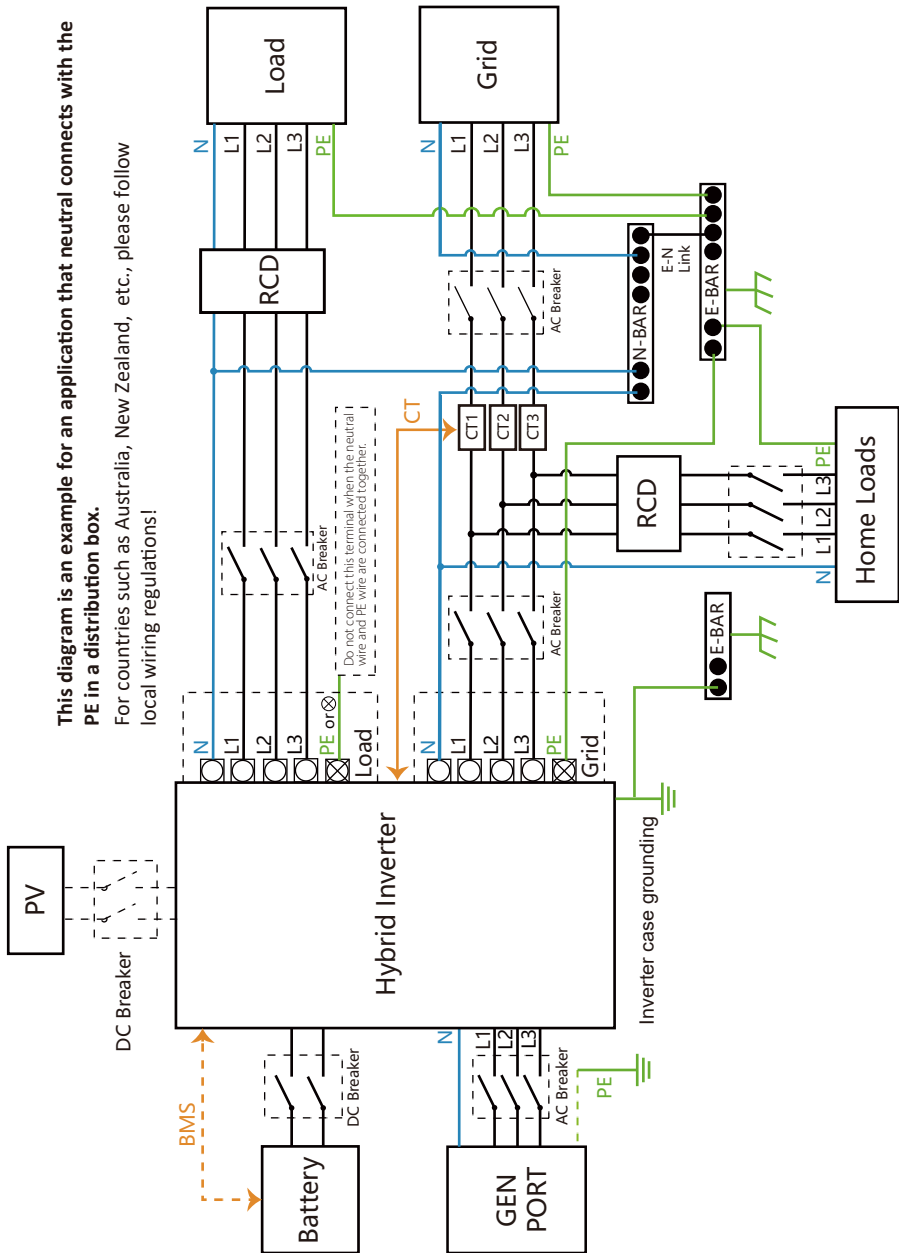 This diagram is an example for an application that neutral connects with the
PE in a distribution box.
For countries such as Australia, New Zealand, etc., please follow
local wiring regulations!
PV
DC Breaker
BMS
Battery
DC Breaker
Hybrid Inverter
N
L1
L2
L3
PE or
Load
Do not connect this terminal when the neutral
wire and PE wire are connected together.
AC Breaker
RCD
N
L1
L2
L3
PE
Load
CT
GEN
PORT
N
L1
L2
L3
AC Breaker
PE
Inverter case grounding
N
L1
L2
L3
PE
Grid
AC Breaker
CT1
CT2
CT3
AC Breaker
N
L1
L2
L3
PE
Grid
RCD
N-BAR
E-N
Link
E-BAR
E-BAR
N
L1
L2
L3
PE
Home Loads